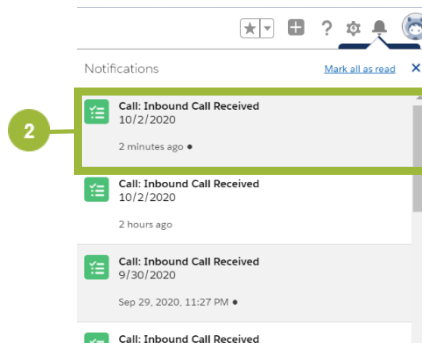 ?
Notifications Mark all as read X
Call: Inbound Call Received
10/2/2020
2 minutes ago •
2
Call: Inbound Call Received
10/2/2020
2 hours ago
Call: Inbound Call Received
9/30/2020
Sep 29, 2020, 11:27 PM •
Call: Inbound Call Received